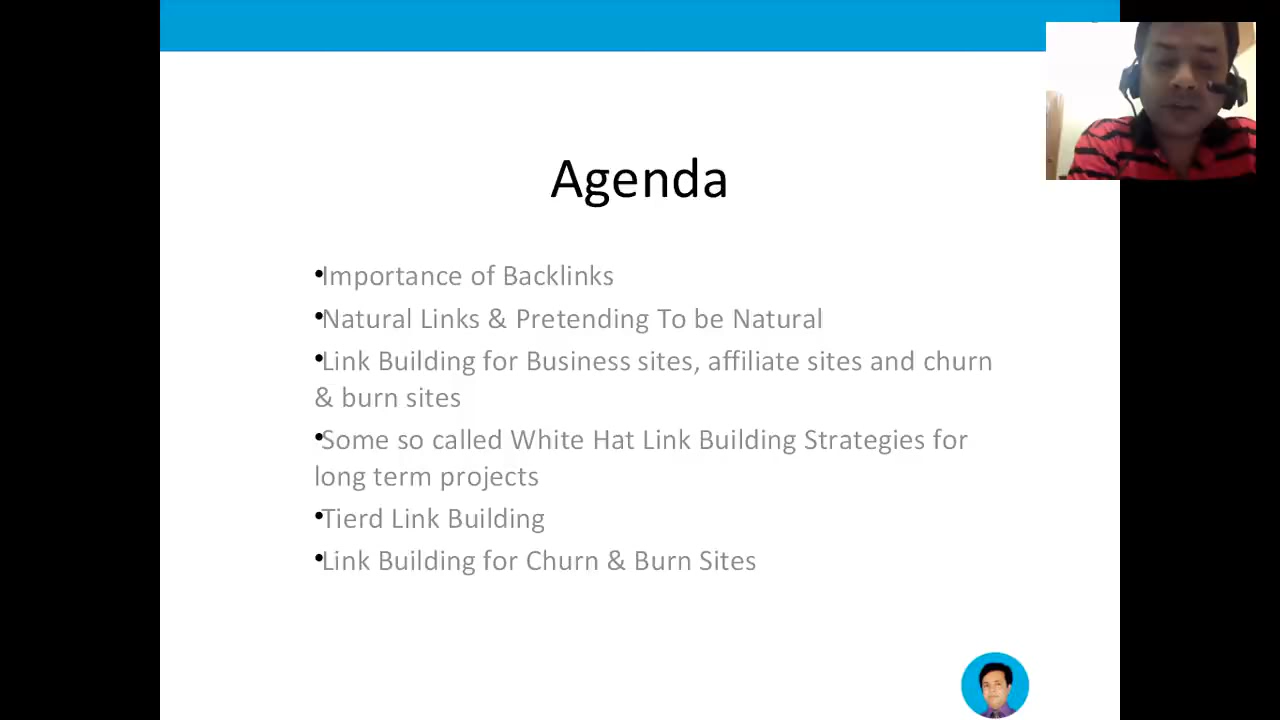 Agenda
•Importance of Backlinks
•Natural Links & Pretending To be Natural
•Link Building for Business sites, affiliate sites and churn
& burn sites
•Some so called White Hat Link Building Strategies for
long term projects
•Tierd Link Building
•Link Building for Churn & Burn Sites